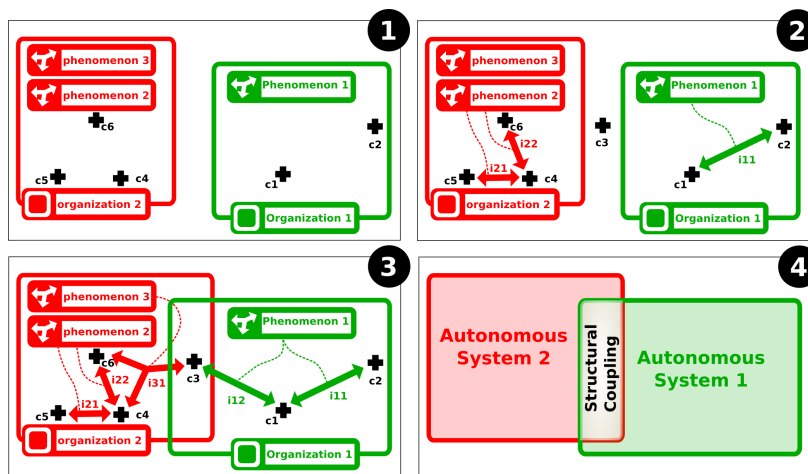 1
phenomenon 3
phenomenon 2
c6
c5
c4
organization 2
Phenomenon 1
c2
c1
Organization 1
2
phenomenon 3
phenomenon 2
c6
i22
c5
i21
c4
organization 2
c3
Phenomenon 1
c2
i11
c1
Organization 1
3
phenomenon 3
phenomenon 2
c6
i22
i31
c3
i21
c5
c4
organization 2
Phenomenon 1
c2
i12
i11
c1
Organization 1
4
Autonomous
System 2
Structural
Coupling
Autonomous
System 1